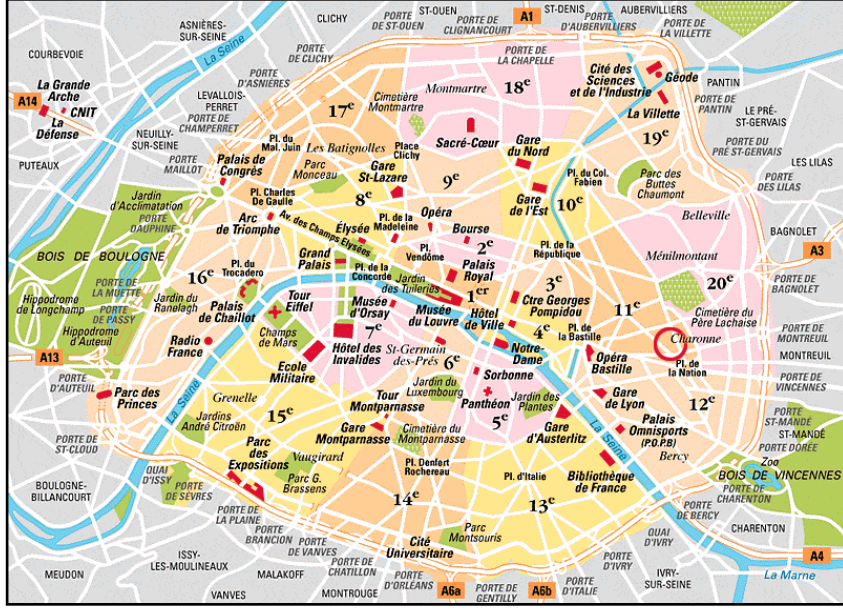 ST-OUEN
ST-DENIS
AUBERVILLIERS
CLICHY
A1
ASNIÈRES-
SUR-SEINE
PORTE
DE ST-OUEN
PORTE DE
CLIGNANCOURT
PORTE
D'AUBERVILLIERS
PORTE DE
LA VILLETTE
COURBEVOIE
La Seine
PORTE
DE CLICHY
PORTE DE
LA CHAPELLE
18e
Montmartre
Cité des
Sciences
et de l'Industrie
Géode
PANTIN
La Grande
Arche
CNIT
A14
La
Défense
LEVALLOIS-
PERRET
PORTE
D'ASNIÈRES
17e
Cimetière
Montmartre
La Villette
PORTE
DE PANTIN
PORTE
DE CHAMPERRET
NEUILLY-
SUR-SEINE
Pl. du
Mal. Juin
Les Batignolles
Place
Clichy
Sacré-Cœur
Gare
du Nord
19e
LE PRÉ-
ST-GERVAIS
PORTE DU
PRÉ ST-GERVAIS
PUTEAUX
PORTE
MAILLOT
Palais de
Congrès
Parc
Monceau
Gare
St-Lazare
9e
Pl. du Col.
Fabien
Parc des
Buttes
Chaumont
LES LILAS
PORTE
DES LILAS
Jardin
d'Acclimatation
Pl. Charles
De Gaulle
8e
Gare
de l'Est
10e
PORTE
DAUPHINE
Arc
de Triomphe
Av. des Champs Elysées
Élysée
Pl. de la
Madeleine
Opéra
Bourse
2e
Belleville
BAGNOLET
BOIS DE BOULOGNE
Pl.
Vendôme
Pl. de la
République
Ménilmontant
A3
16e
Pl. du
Trocadero
Grand
Palais
Pl. de la
Concorde
Palais
Royal
3e
20e
PORTE
DE BAGNOLET
PORTE DE
LA MUETTE
Jardin
des
Tuileries
1er
Ctre Georges
Pompidou
11e
Hippodrome
de Longchamp
Jardin du
Ranelagh
Palais
de Chaillot
Tour
Eiffel
Musée
d'Orsay
Musée
du Louvre
Hôtel
de Ville
Cimetière du
Père Lachaise
PORTE
DE PASSY
Hippodrome
d'Auteuil
Champs
de Mars
7e
4e
Pl. de
la Bastille
Charonne
PORTE DE
MONTREUIL
Radio
France
Hôtel des
Invalides
St-Germain
des-Prés
6e
Notre-
Dame
Opéra
Bastille
Pl. de
la Nation
MONTREUIL
A13
Ecole
Militaire
Sorbonne
PORTE
DE VINCENNES
PORTE
D'AUTEUIL
Parc des
Princes
Grenelle
15e
Tour
Montparnasse
Jardin du
Luxembourg
Panthéon
Jardin des
Plantes
Gare
de Lyon
12e
PORTE
ST-MANDÉ
5e
Jardins
André Citroën
Gare
Montparnasse
Cimetière du
Montparnasse
Gare
d'Austerlitz
Palais
Omnisports
(P.O.P.B)
ST-MANDÉ
PORTE DORÉE
PORTE DE
ST-CLOUD
La Seine
Parc
des
Expositions
Vaugirard
Pl. Denfert
Rochereau
Pl. d'Italie
La Seine
Bercy
Zoo
BOIS DE VINCENNES
QUAI
D'ISSY
Parc G.
Brassens
Bibliothèque
de France
PORTE DE
CHARENTON
BOULOGNE-
BILLANCOURT
PORTE
DE SÈVRES
14e
13e
PORTE
DE BERCY
PORTE DE
LA PLAINE
Parc
Montsouris
CHARENTON
PORTE
BRANCION
PORTE
DE VANVES
Cité
Universitaire
QUAI
D'IVRY
ISSY-
LES-MOULINEAUX
PORTE
DE CHATILLON
PORTE
D'IVRY
A4
MEUDON
MALAKOFF
PORTE
D'ORLÉANS
PORTE DE
GENTILLY
PORTE
D'ITALIE
IVRY-
SUR-SEINE
La Marne
VANVES
MONTROUGE
A6a
A6b